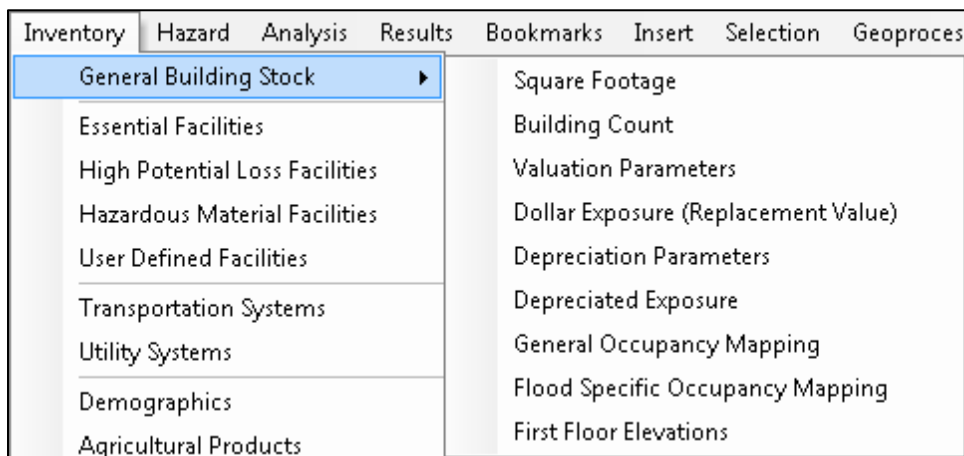 Inventory Hazard Analysis Results Bookmarks Insert Selection Geoproces
General Building Stock
Essential Facilities
High Potential Loss Facilities
Hazardous Material Facilities
User Defined Facilities
Transportation Systems
Utility Systems
Demographics
Agricultural Products
Square Footage
Building Count
Valuation Parameters
Dollar Exposure (Replacement Value)
Depreciation Parameters
Depreciated Exposure
General Occupancy Mapping
Flood Specific Occupancy Mapping
First Floor Elevations